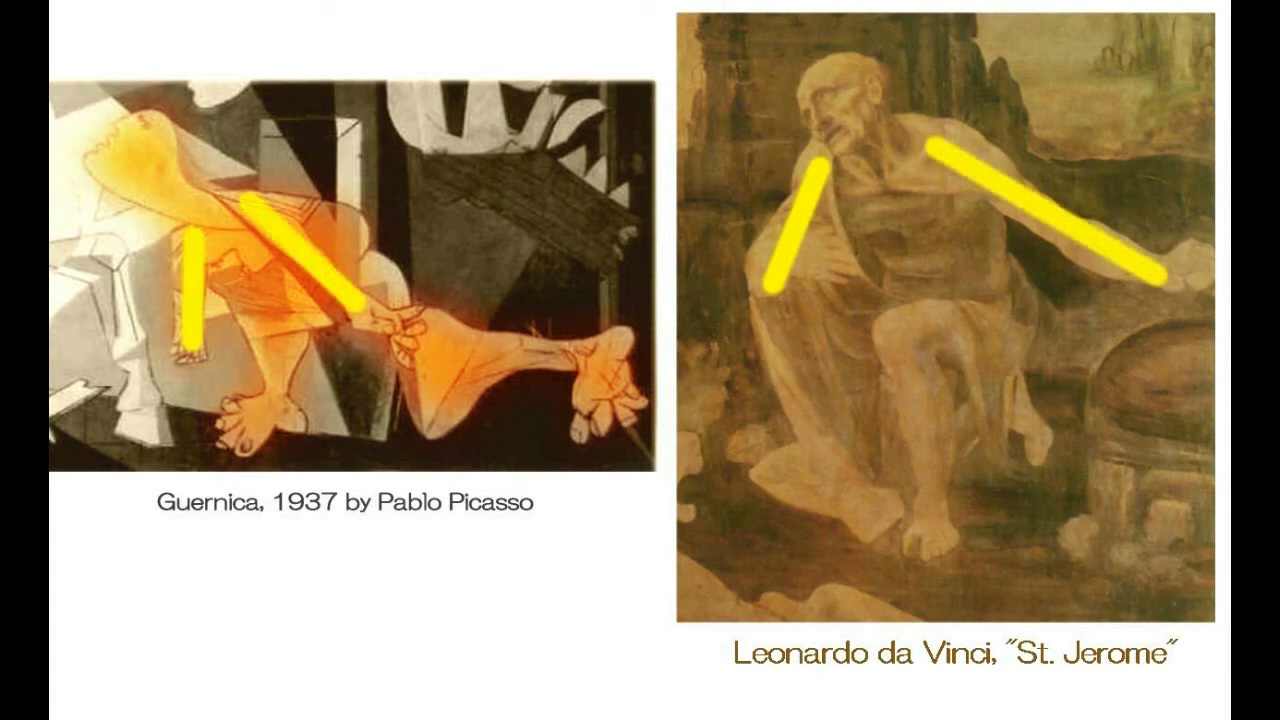 Guernica, 1937 by Pablo Picasso
Leonardo da Vinci, "St. Jerome"